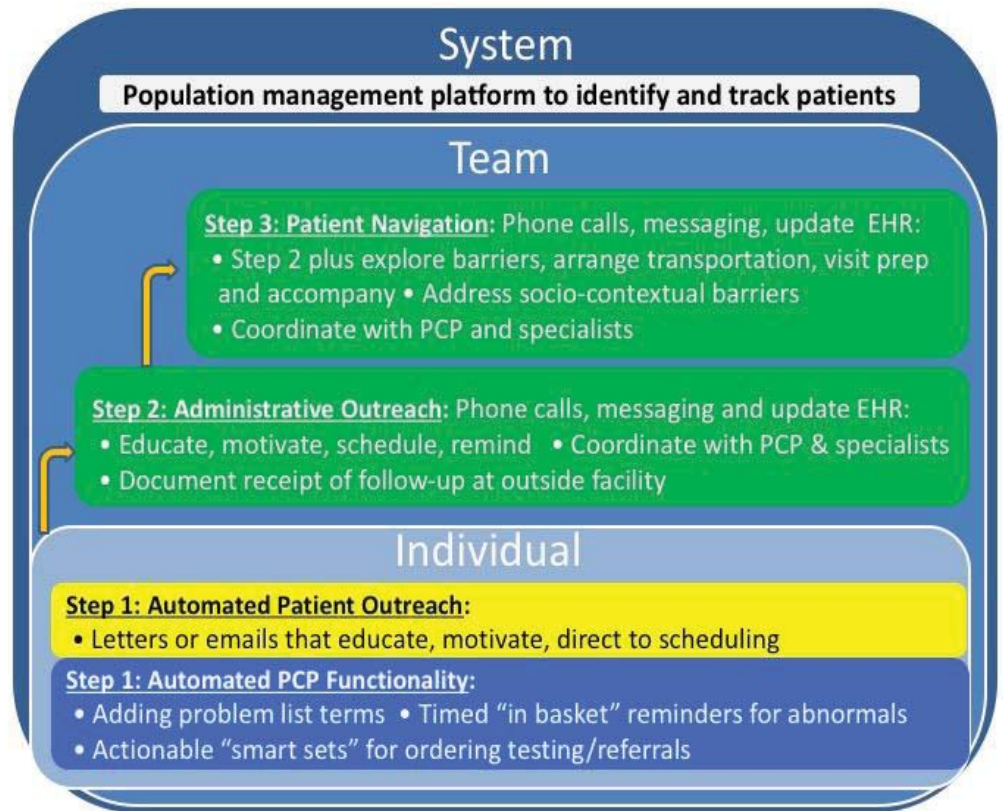 System
Population management platform to identify and track patients
Team
Step 3: Patient Navigation: Phone calls, messaging, update EHR:
• Step 2 plus explore barriers, arrange transportation, visit prep
and accompany • Address socio-contextual barriers
• Coordinate with PCP and specialists
Step 2: Administrative Outreach: Phone calls, messaging and update EHR:
• Educate, motivate, schedule, remind • Coordinate with PCP & specialists
• Document receipt of follow-up at outside facility
Individual
Step 1: Automated Patient Outreach:
• Letters or emails that educate, motivate, direct to scheduling
Step 1: Automated PCP Functionality:
• Adding problem list terms • Timed “in basket” reminders for abnormals
• Actionable “smart sets” for ordering testing/referrals